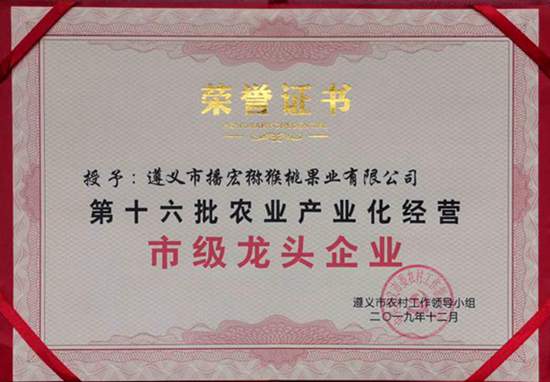 荣誉证书
授予：遵义市播宏猕猴桃果业有限公司
第十六批农业产业化经营
市级龙头企业
遵义市农村工作领导小组
二〇一九年十二月